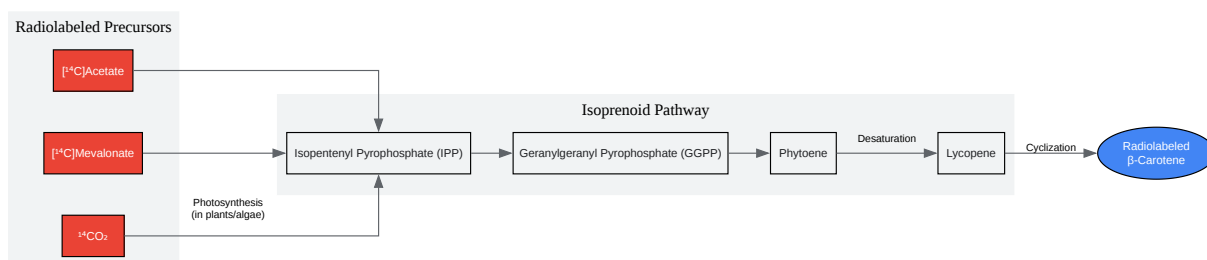 Radiolabeled Precursors
[¹⁴C]Acetate
Isoprenoid Pathway
[¹⁴C]Mevalonate
Isopentenyl Pyrophosphate (IPP)
Geranylgeranyl Pyrophosphate (GGPP)
Phytoene
Desaturation
Lycopene
Cyclization
Radiolabeled
β-Carotene
Photosynthesis
(in plants/algae)
¹⁴CO₂